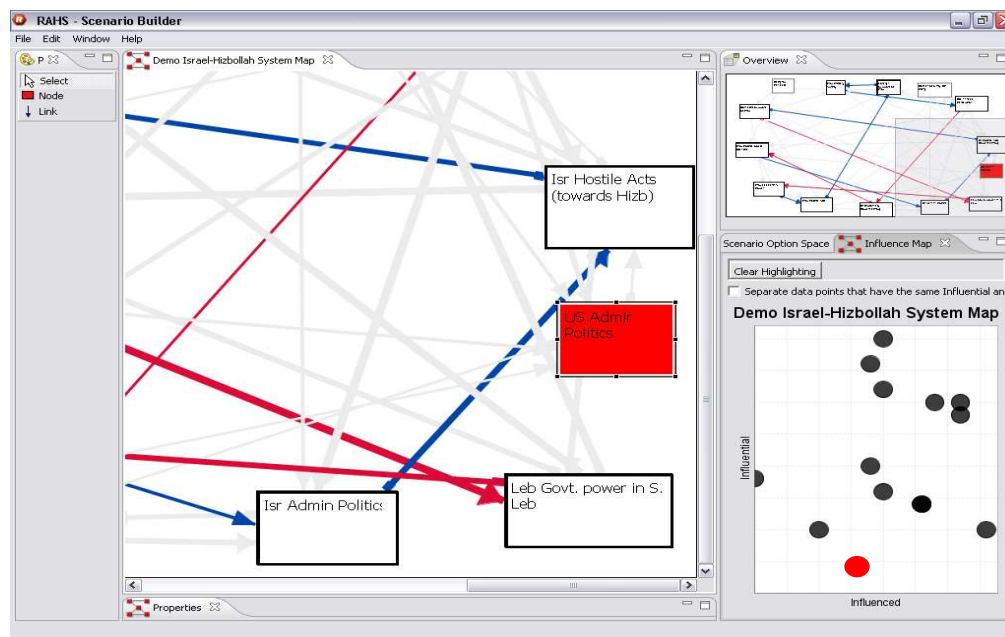 RAHS - Scenario Builder
File Edit Window Help
P
Select
Node
Link
Demo Israel-Hizbollah System Map
Isr Hostile Acts
(towards Hizb)
US Admir
Politics
Isr Admin Politic
Leb Govt. power in S.
Leb
Properties
Overview
Scenario Option Space Influence Map
Clear Highlighting
Separate data points that have the same Influential an
Demo Israel-Hizbollah System Map
Influential
Influenced